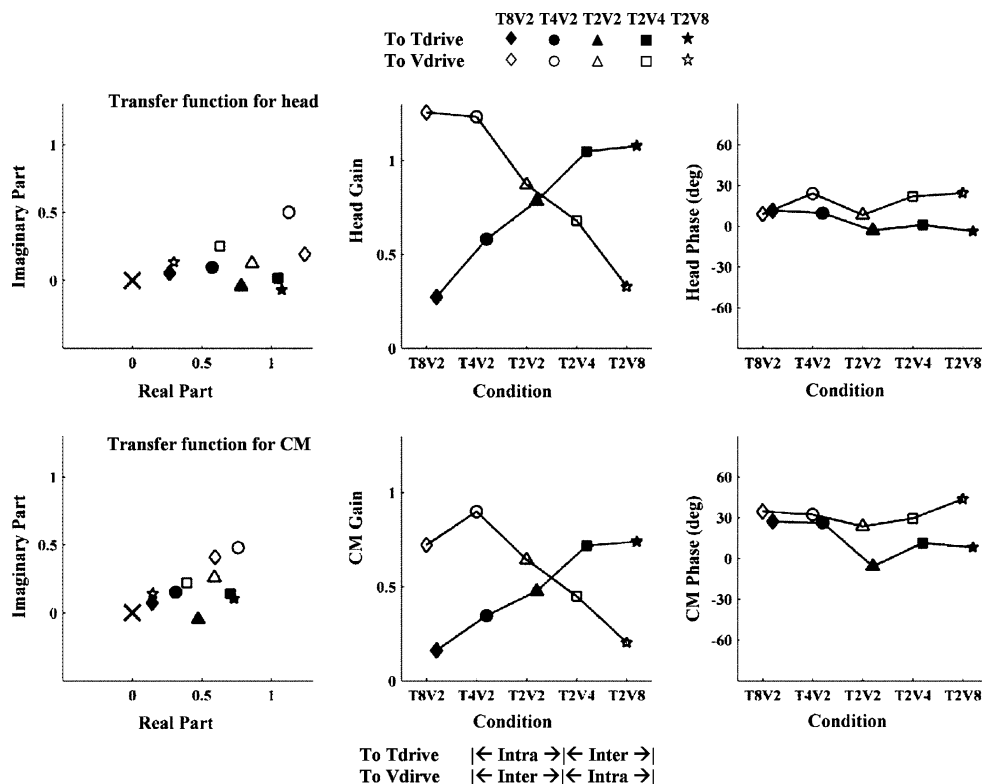 T8V2 T4V2 T2V2 T2V4 T2V8
To Tdrive
To Vdrive
Transfer function for head
Imaginary Part
1
0.5
0
0 0.5 1
Real Part
Head Gain
1
0.5
0
T8V2 T4V2 T2V2 T2V4 T2V8
Condition
Head Phase (deg)
60
30
0
-30
-60
T8V2 T4V2 T2V2 T2V4 T2V8
Condition
Transfer function for CM
Imaginary Part
1
0.5
0
0 0.5 1
Real Part
CM Gain
1
0.5
0
T8V2 T4V2 T2V2 T2V4 T2V8
Condition
CM Phase (deg)
60
30
0
-30
-60
T8V2 T4V2 T2V2 T2V4 T2V8
Condition
To Tdrive |← Intra →|← Inter →|
To Vdirve |← Inter →|← Intra →|